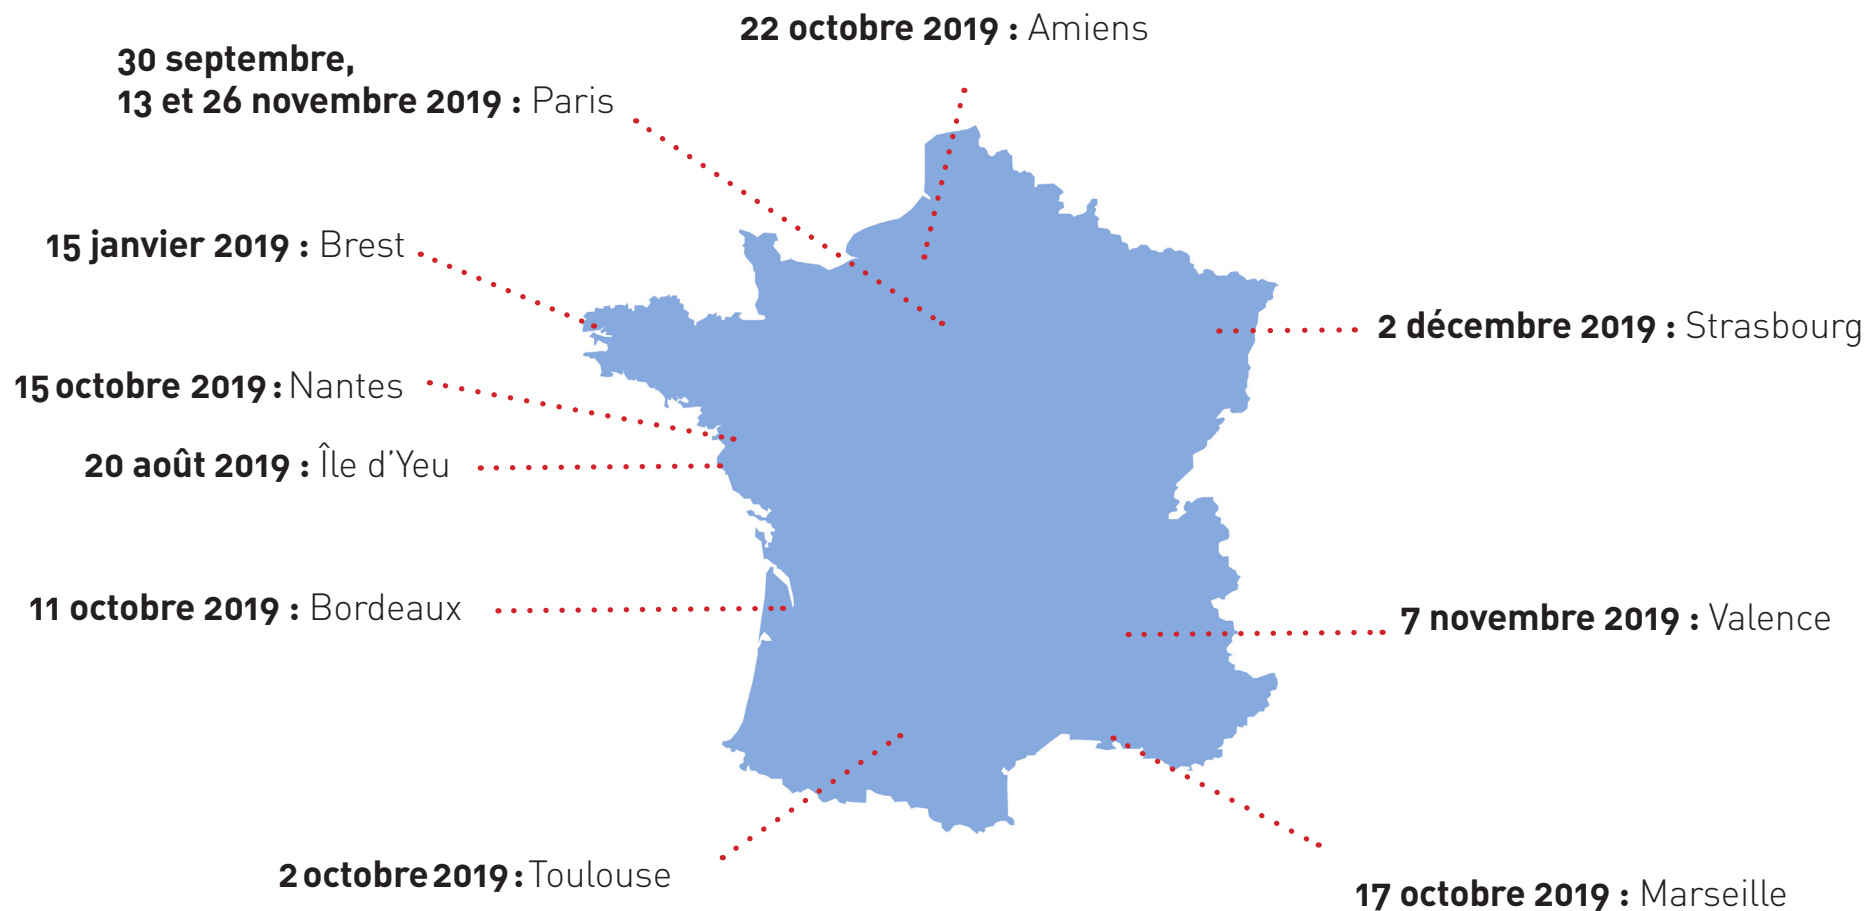 22 octobre 2019 : Amiens
30 septembre,
13 et 26 novembre 2019 : Paris
15 janvier 2019 : Brest
2 décembre 2019 : Strasbourg
15 octobre 2019 : Nantes
20 août 2019 : Île d’Yeu
11 octobre 2019 : Bordeaux
7 novembre 2019 : Valence
2 octobre 2019 : Toulouse
17 octobre 2019 : Marseille